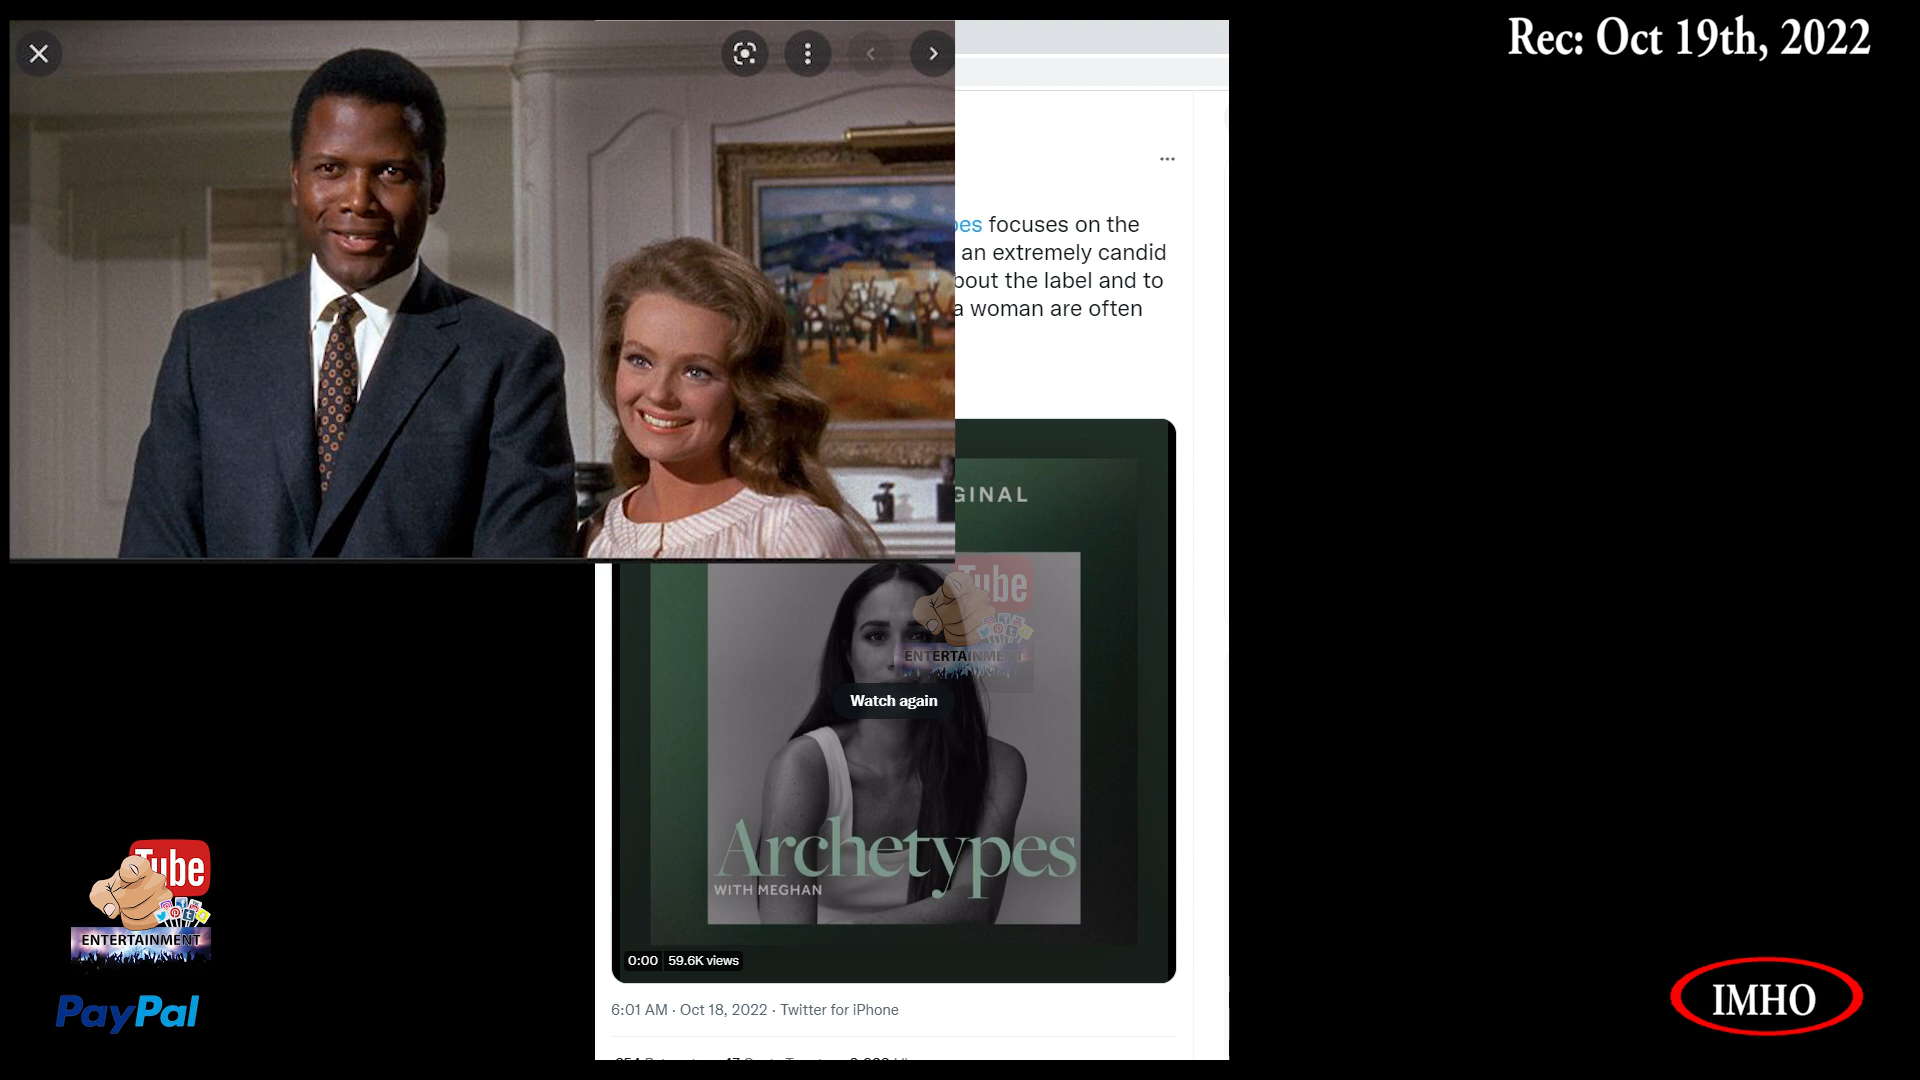 Rec: Oct 19th, 2022
pes focuses on the
an extremely candid
bout the label and to
a woman are often
GINAL
Tube
ENTERTAINMENT
Watch again
Archetypes
WITH MEGHAN
0:00 59.6K views
6:01 AM · Oct 18, 2022 · Twitter for iPhone
Tube
ENTERTAINMENT
PayPal
IMHO